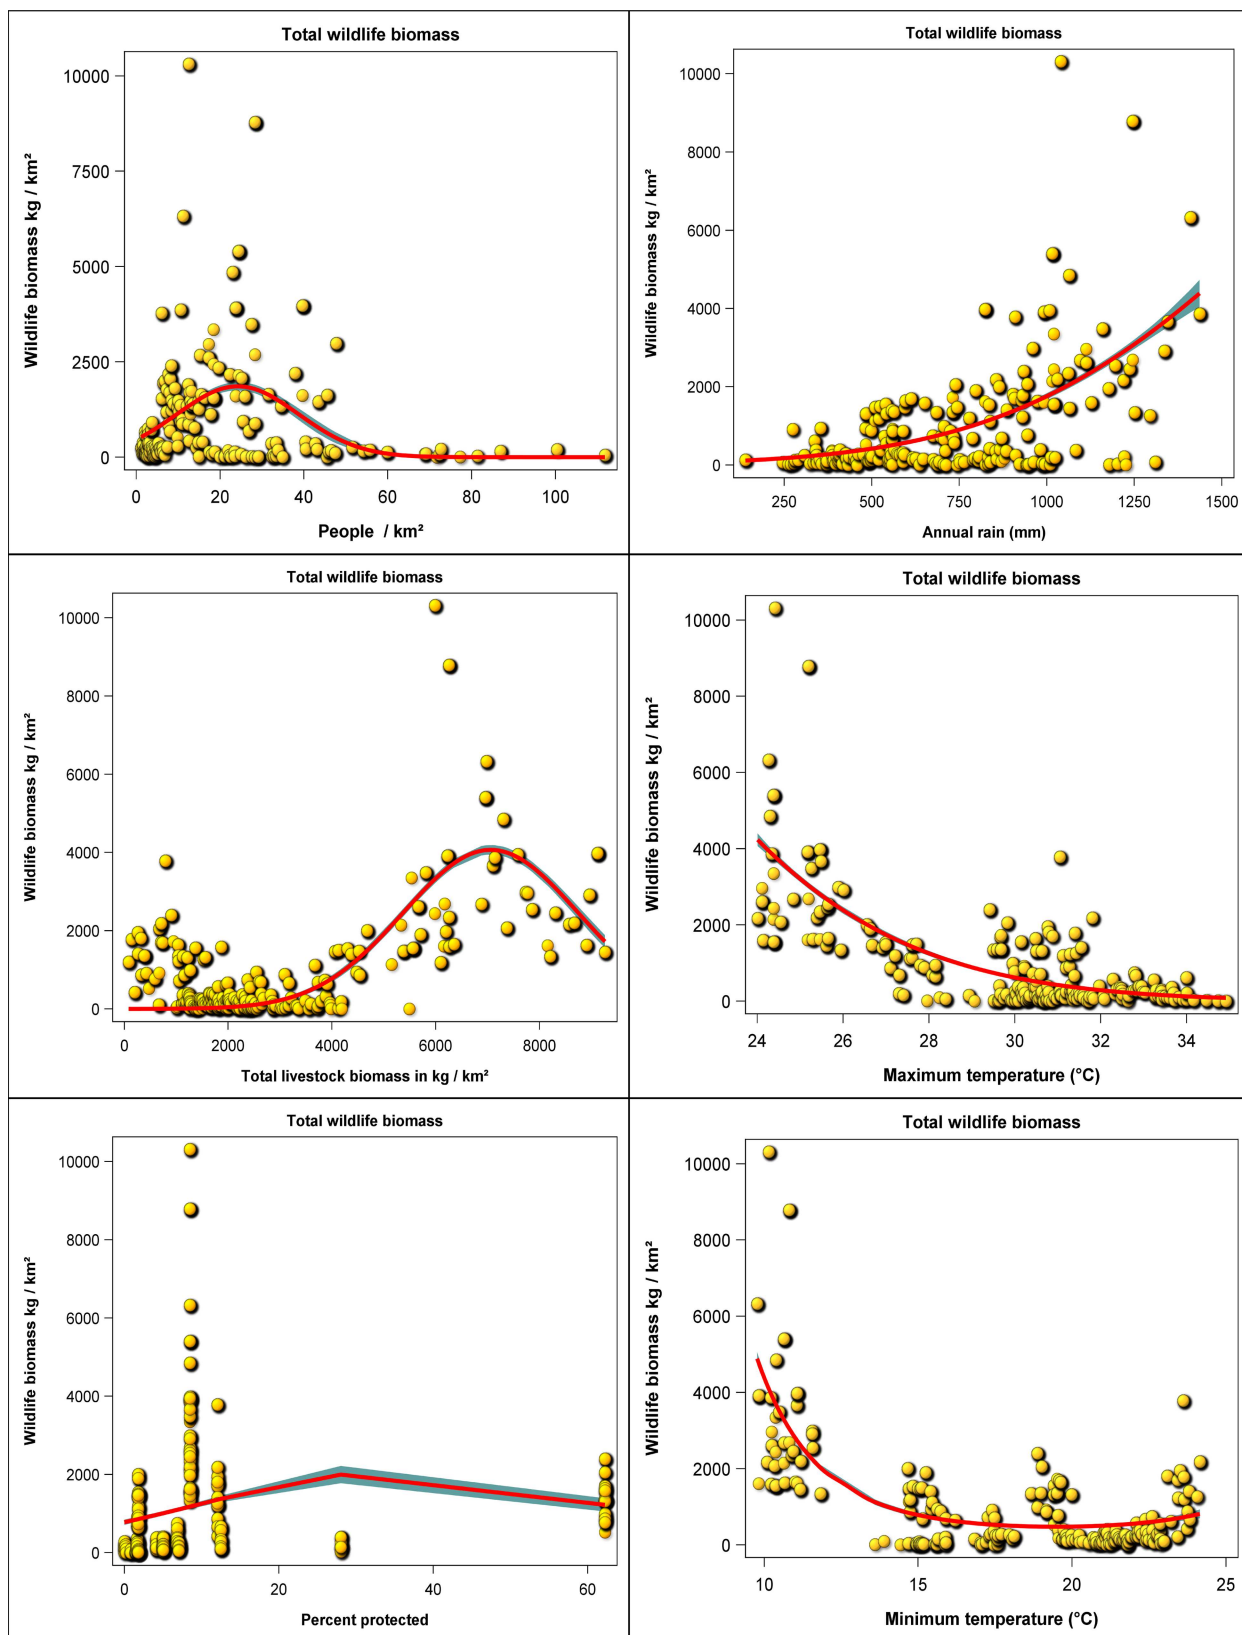 Total wildlife biomass
Wildlife biomass kg / km²
10000
7500
5000
2500
0
0 20 40 60 80 100
People / km²
Total wildlife biomass
Wildlife biomass kg / km²
10000
8000
6000
4000
2000
0
250 500 750 1000 1250 1500
Annual rain (mm)
Total wildlife biomass
Wildlife biomass kg / km²
10000
8000
6000
4000
2000
0
0 2000 4000 6000 8000
Total livestock biomass in kg / km²
Total wildlife biomass
Wildlife biomass kg / km²
10000
8000
6000
4000
2000
0
24 26 28 30 32 34
Maximum temperature (°C)
Total wildlife biomass
Wildlife biomass kg / km²
10000
8000
6000
4000
2000
0
0 20 40 60
Percent protected
Total wildlife biomass
Wildlife biomass kg / km²
10000
8000
6000
4000
2000
0
10 15 20 25
Minimum temperature (°C)